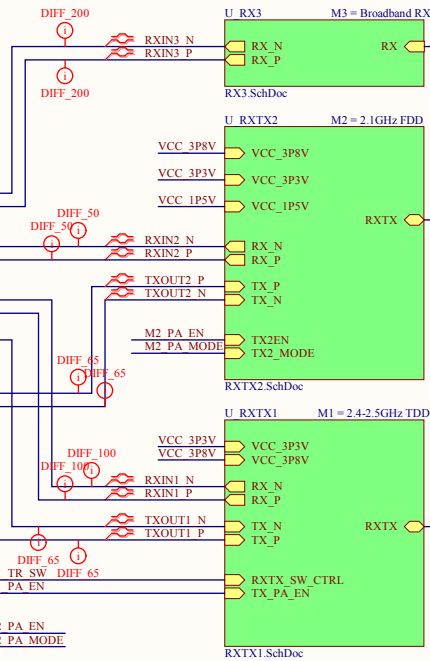 DIFF_200
U_RX3 M3 = Broadband RX
RXIN3_N RX_N RX
RXIN3_P RX_P
DIFF_200
RX3.SchDoc
U_RXTX2 M2 = 2.1GHz FDD
VCC_3P8V VCC_3P8V
VCC_3P3V VCC_3P3V
VCC_1P5V VCC_1P5V
DIFF_50 RXTX
DIFF_50
RXIN2_N RX_N
RXIN2_P RX_P
TXOUT2_P TX_P
TXOUT2_N TX_N
M2_PA_EN TX2EN
M2_PA_MODE TX2_MODE
DIFF_65
DIFF_65
RXTX2.SchDoc
U_RXTX1 M1 = 2.4-2.5GHz TDD
VCC_3P3V VCC_3P3V
VCC_3P8V VCC_3P8V
DIFF_100
DIFF_100
RXIN1_N RX_N
RXIN1_P RX_P
TXOUT1_N TX_N RXTX
TXOUT1_P TX_P
DIFF_65
DIFF_65
TR_SW RXTX_SW_CTRL
PA_EN TX_PA_EN
PA_EN
PA_MODE
RXTX1.SchDoc